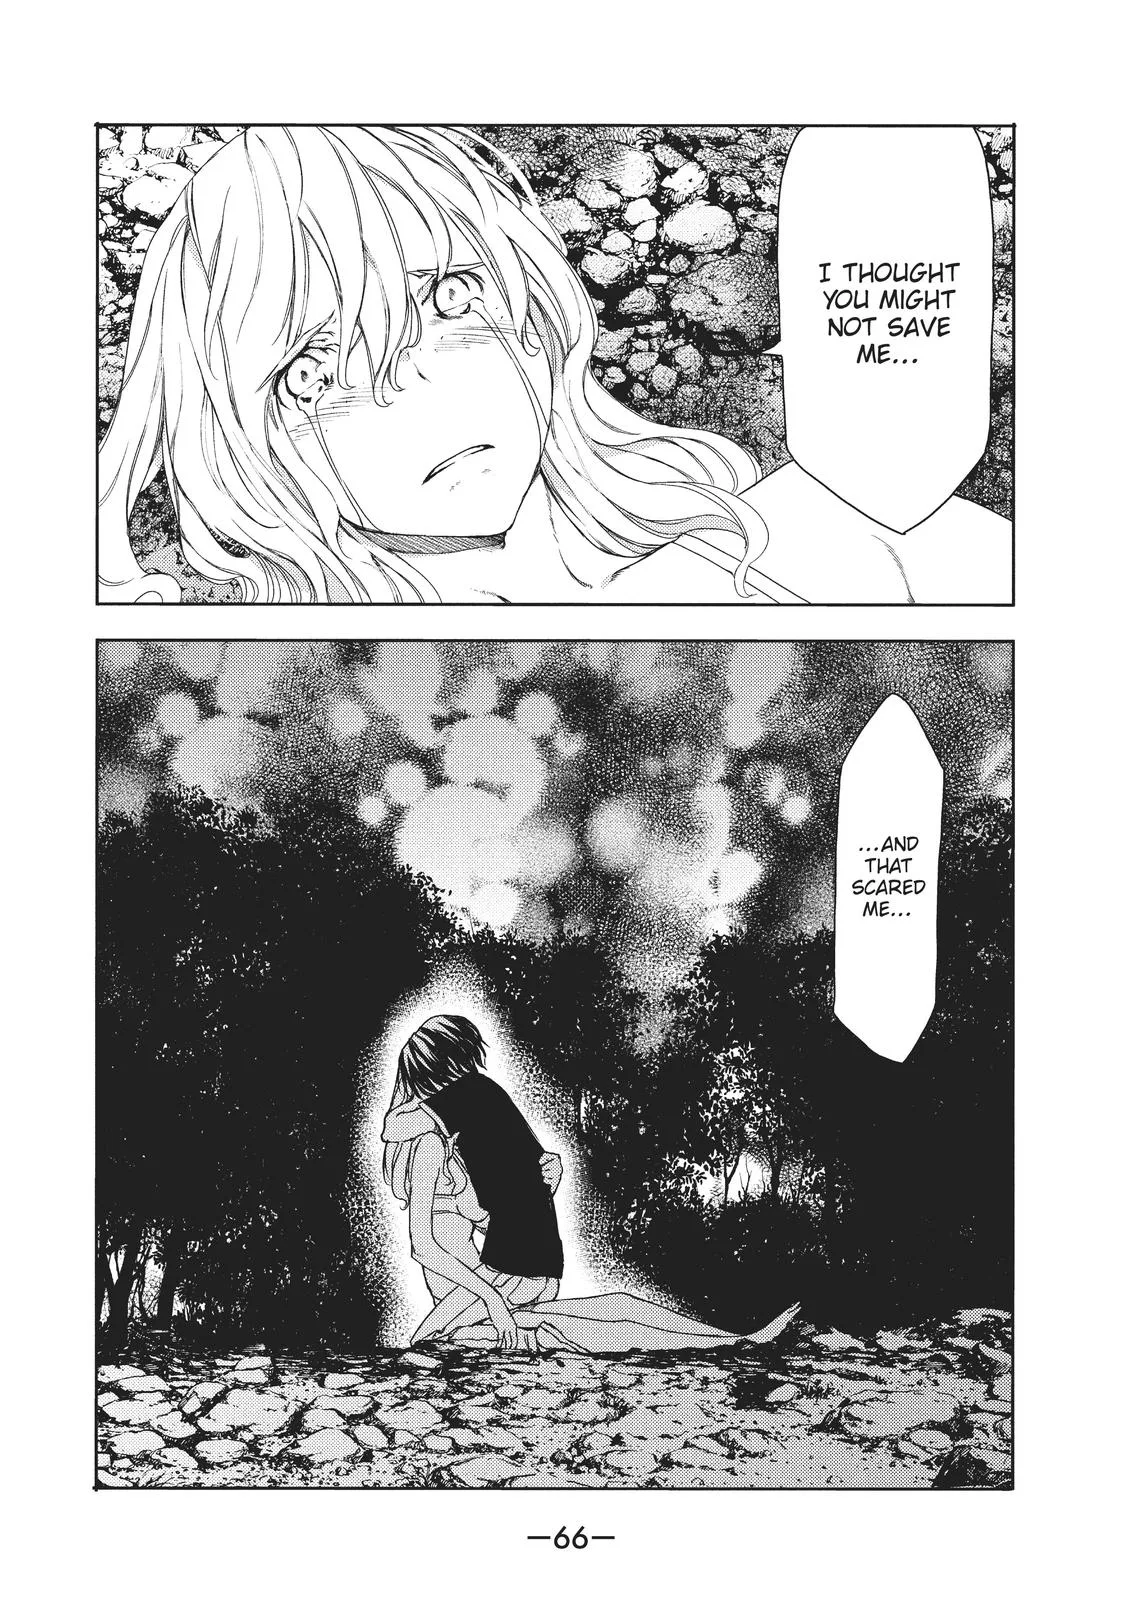 I THOUGHT
YOU MIGHT
NOT SAVE
ME...
...AND
THAT
SCARED
ME...
—66—